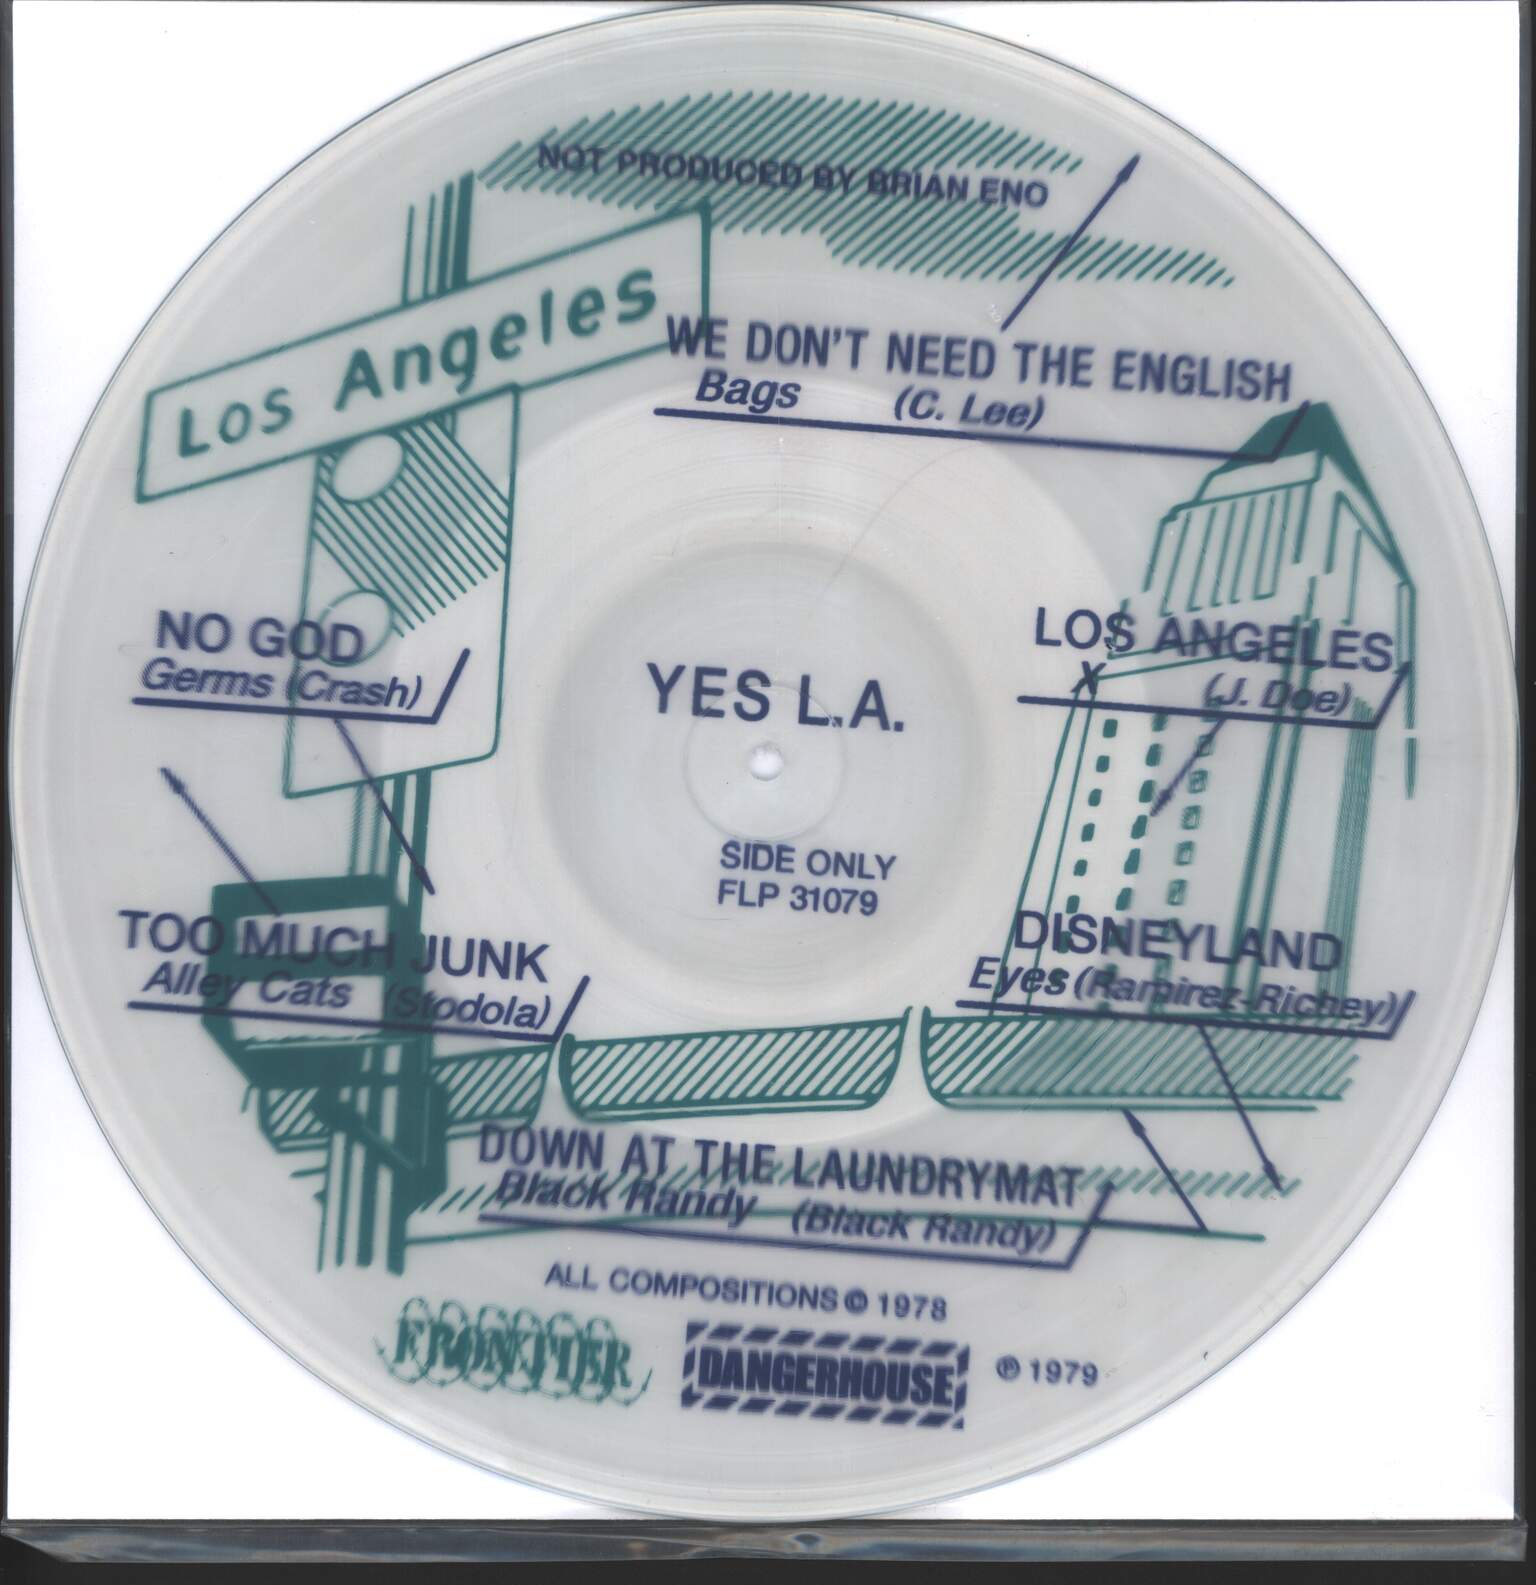 NOT PRODUCED BY BRIAN ENO
Los Angeles
WE DON'T NEED THE ENGLISH
Bags (C. Lee)
NO GOD
Germs (Crash)
LOS ANGELES
X (J. Doe)
YES L.A.
SIDE ONLY
FLP 31079
TOO MUCH JUNK
Alley Cats (Stodola)
DISNEYLAND
Eyes (Ramirez-Richey)
DOWN AT THE LAUNDRYMAT
Black Randy (Black Randy)
ALL COMPOSITIONS © 1978
FRONTIER
DANGERHOUSE
℗ 1979